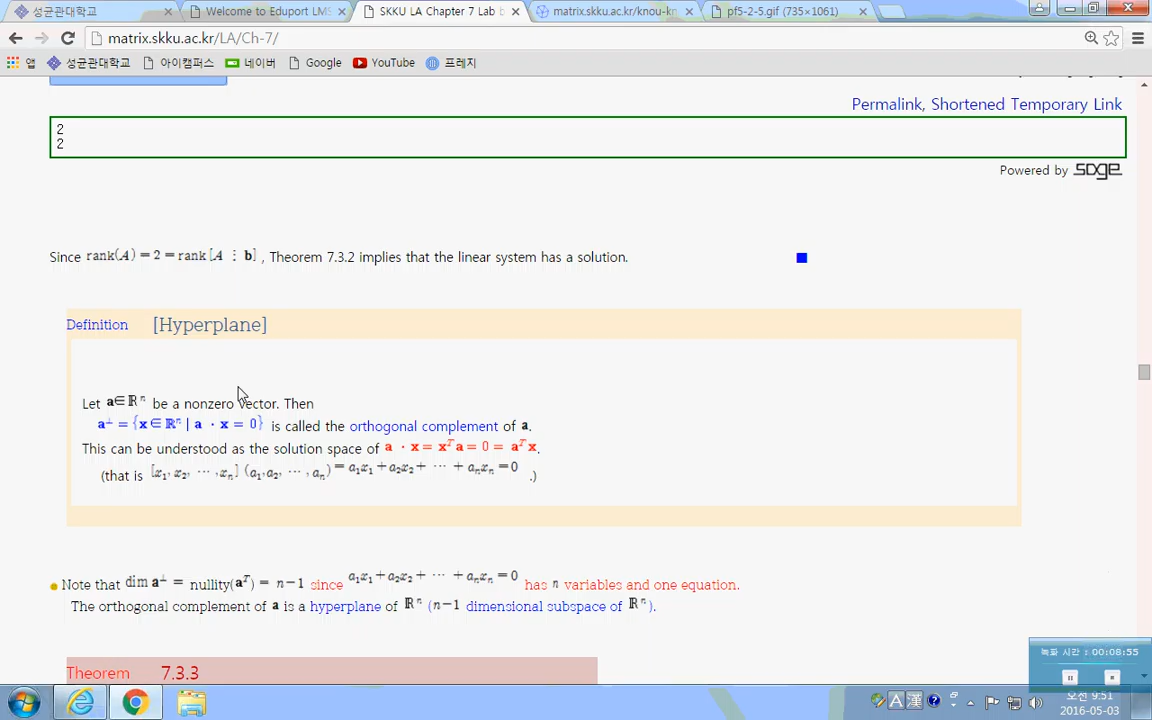 성균관대학교
Welcome to Eduport LMS
SKKU LA Chapter 7 Lab b
matrix.skku.ac.kr/knou-kn
pf5-2-5.gif (735×1061)
matrix.skku.ac.kr/LA/Ch-7/
앱 성균관대학교 아이캠퍼스 네이버 Google YouTube 프레지
Permalink, Shortened Temporary Link
2
2
Powered by sage
Since rank(A) = 2 = rank[A ⋮ b] , Theorem 7.3.2 implies that the linear system has a solution.
Definition [Hyperplane]
Let a∈ℝⁿ be a nonzero vector. Then
a⊥ = {x∈ℝⁿ | a · x = 0} is called the orthogonal complement of a.
This can be understood as the solution space of a · x = xᵀa = 0 = aᵀx.
(that is [x₁, x₂, ⋯, xₙ] (a₁, a₂, ⋯, aₙ) = a₁x₁ + a₂x₂ + ⋯ + aₙxₙ = 0 .)
Note that dim a⊥ = nullity(aᵀ) = n−1 since a₁x₁ + a₂x₂ + ⋯ + aₙxₙ = 0 has n variables and one equation.
The orthogonal complement of a is a hyperplane of ℝⁿ (n−1 dimensional subspace of ℝⁿ).
Theorem 7.3.3
녹화 시간 : 00:08:55
A 漢
오전 9:51
2016-05-03